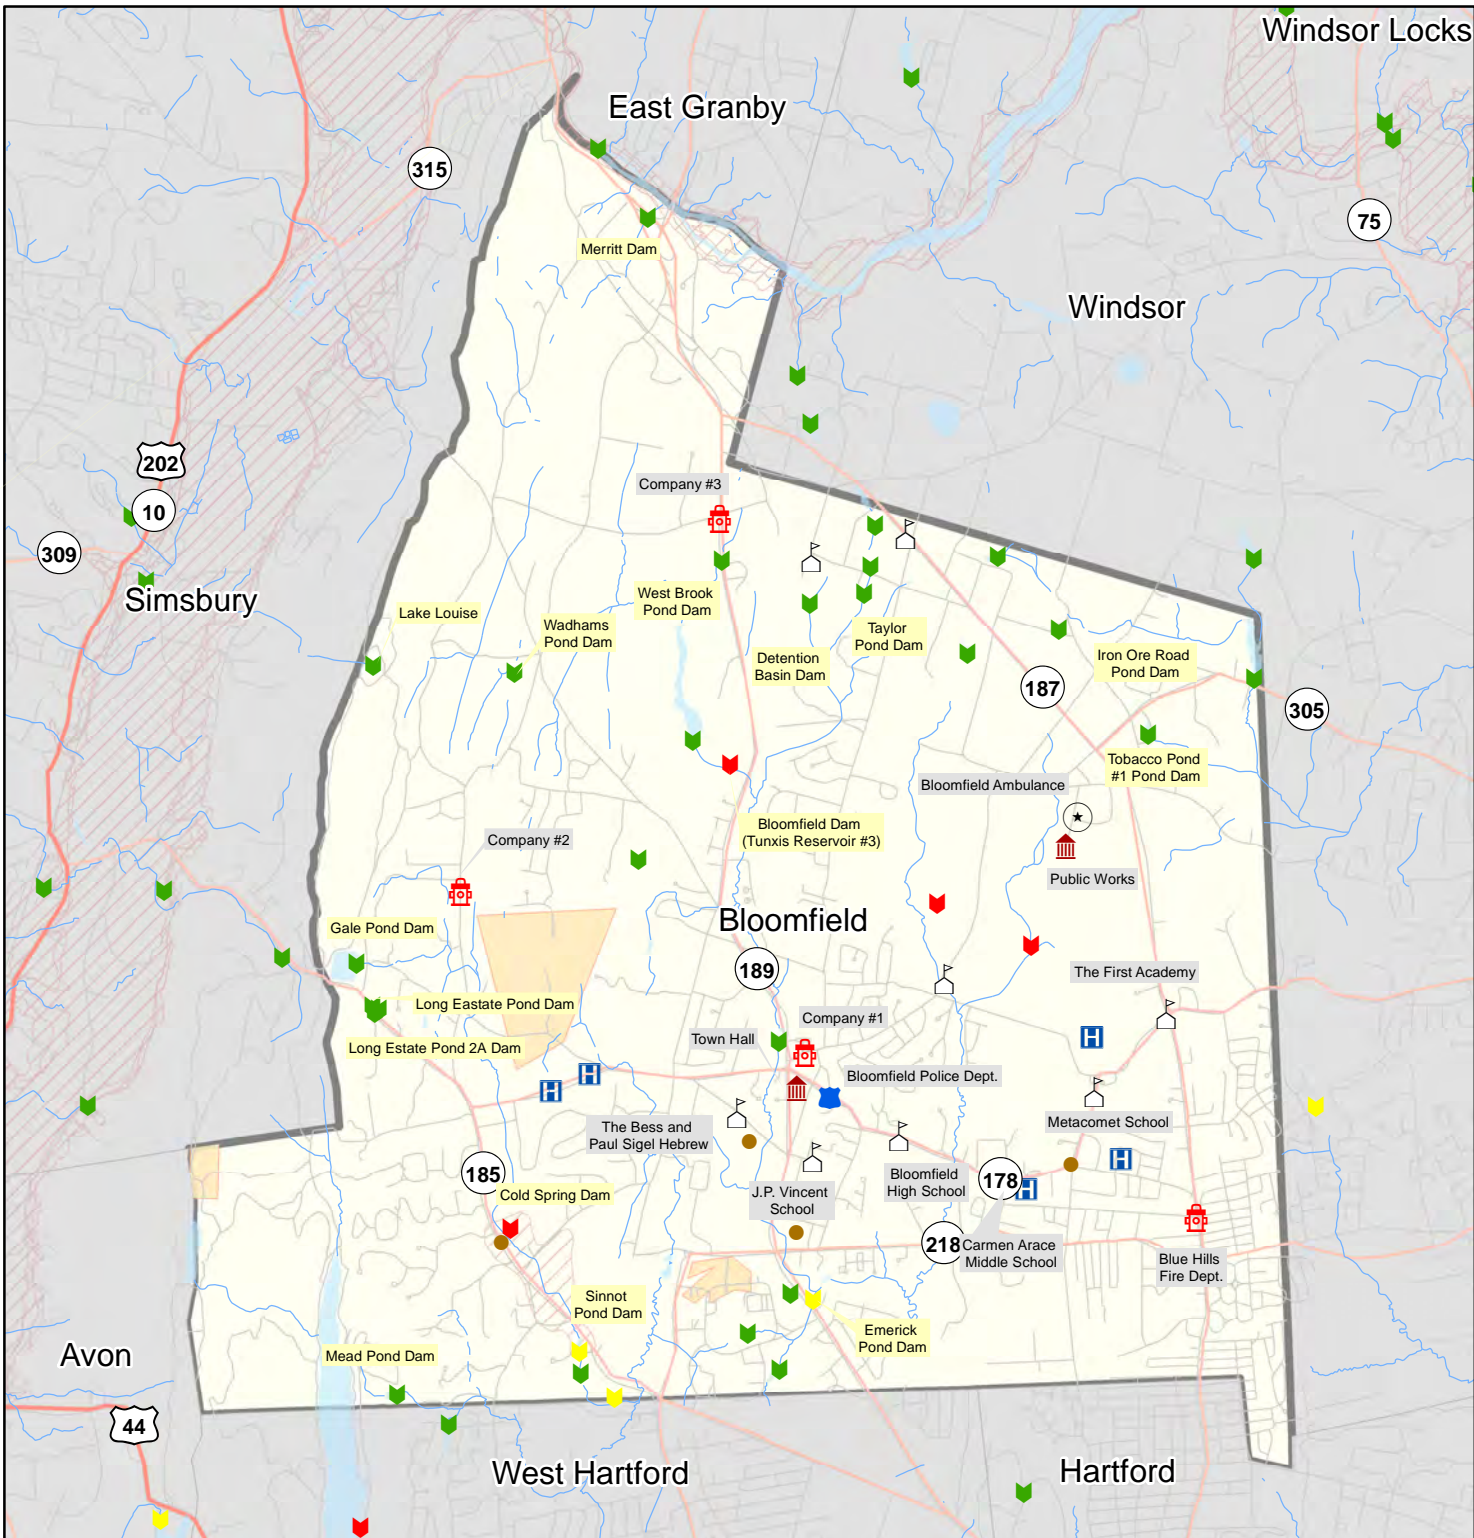 Windsor Locks
East Granby
315
75
Merritt Dam
Windsor
202
Company #3
10
309
Simsbury
West Brook
Pond Dam
Lake Louise
Wadhams
Pond Dam
Taylor
Pond Dam
Detention
Basin Dam
Iron Ore Road
Pond Dam
187
305
Tobacco Pond
#1 Pond Dam
Bloomfield Ambulance
Bloomfield Dam
(Tunxis Reservoir #3)
Company #2
Public Works
Bloomfield
Gale Pond Dam
189
The First Academy
Long Eastate Pond Dam
Company #1
Town Hall
Long Estate Pond 2A Dam
Bloomfield Police Dept.
The Bess and
Paul Sigel Hebrew
Metacomet School
185
Bloomfield
High School
178
Cold Spring Dam
J.P. Vincent
School
218
Carmen Arace
Middle School
Blue Hills
Fire Dept.
Sinnot
Pond Dam
Emerick
Pond Dam
Avon
Mead Pond Dam
44
West Hartford
Hartford